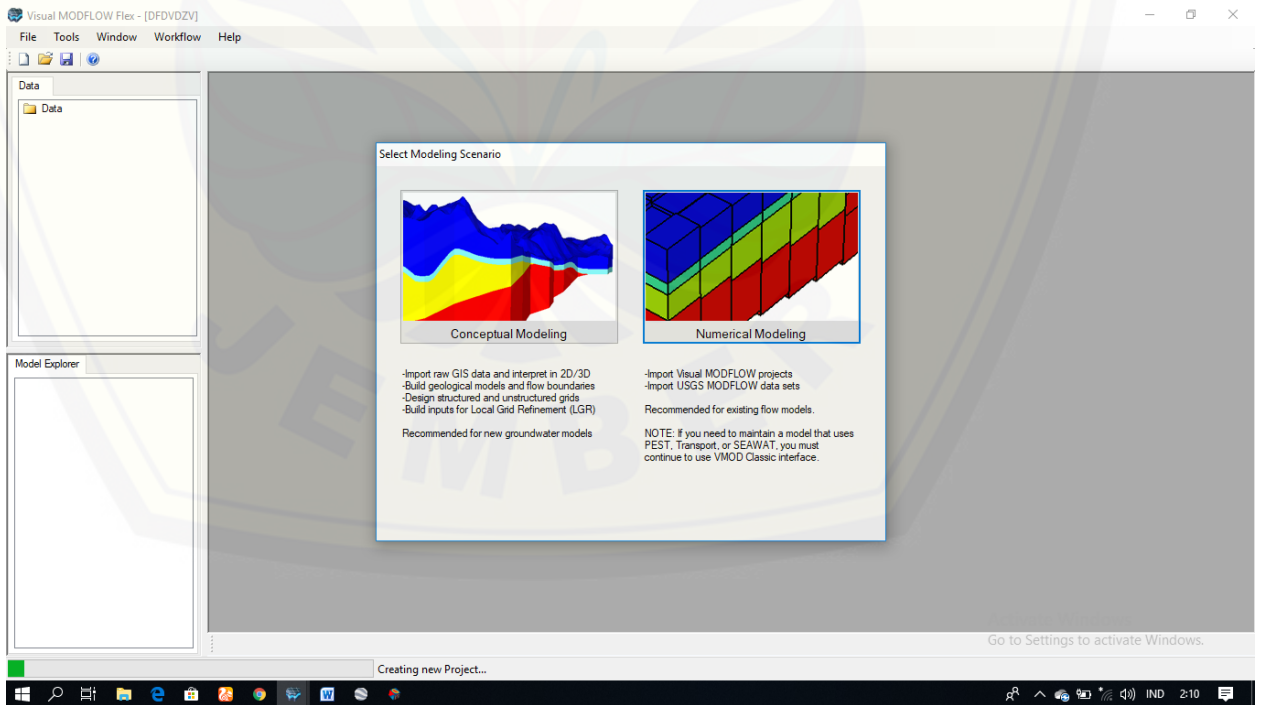 Visual MODFLOW Flex - [DFDVDZV]
File Tools Window Workflow Help
Data
Data
Model Explorer
Select Modeling Scenario
Conceptual Modeling
-Import raw GIS data and interpret in 2D/3D
-Build geological models and flow boundaries
-Design structured and unstructured grids
-Build inputs for Local Grid Refinement (LGR)
Recommended for new groundwater models
Numerical Modeling
-Import Visual MODFLOW projects
-Import USGS MODFLOW data sets
Recommended for existing flow models.
NOTE: If you need to maintain a model that uses
PEST, Transport, or SEAWAT, you must
continue to use VMOD Classic interface.
JEMBER
Activate Windows
Go to Settings to activate Windows.
Creating new Project...
IND 2:10